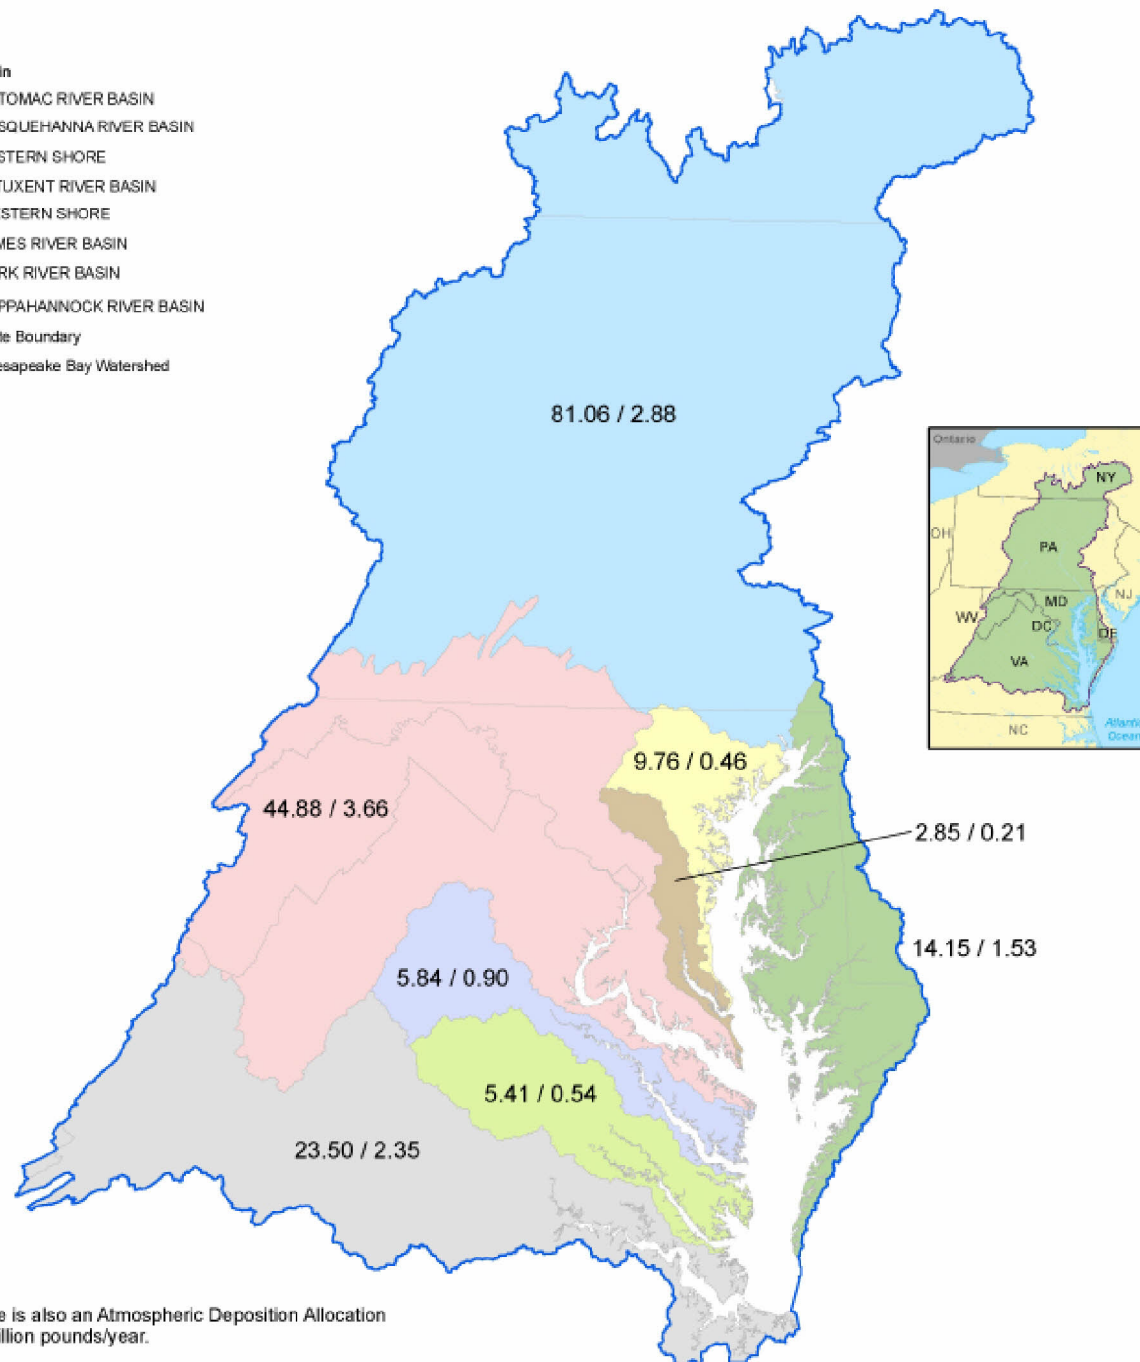 in
TOMAC RIVER BASIN
SQUEHANNA RIVER BASIN
STERN SHORE
TUXENT RIVER BASIN
ESTERN SHORE
MES RIVER BASIN
RK RIVER BASIN
PPAHANNOCK RIVER BASIN
te Boundary
esapeake Bay Watershed
81.06 / 2.88
Ontario
NY
OH
PA
NJ
MD
WV
DC
DE
VA
NC
Atlantic
Ocean
9.76 / 0.46
44.88 / 3.66
2.85 / 0.21
14.15 / 1.53
5.84 / 0.90
5.41 / 0.54
23.50 / 2.35
e is also an Atmospheric Deposition Allocation
illion pounds/year.